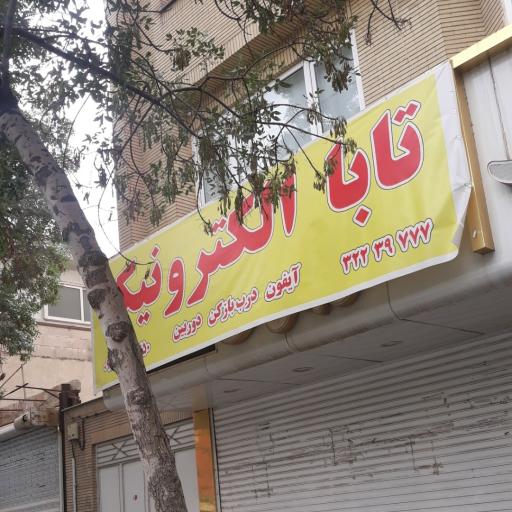 تابا الکترونیک
آیفون درب بازکن دوربین
۳۲۲ ۳۹ ۷۷۷